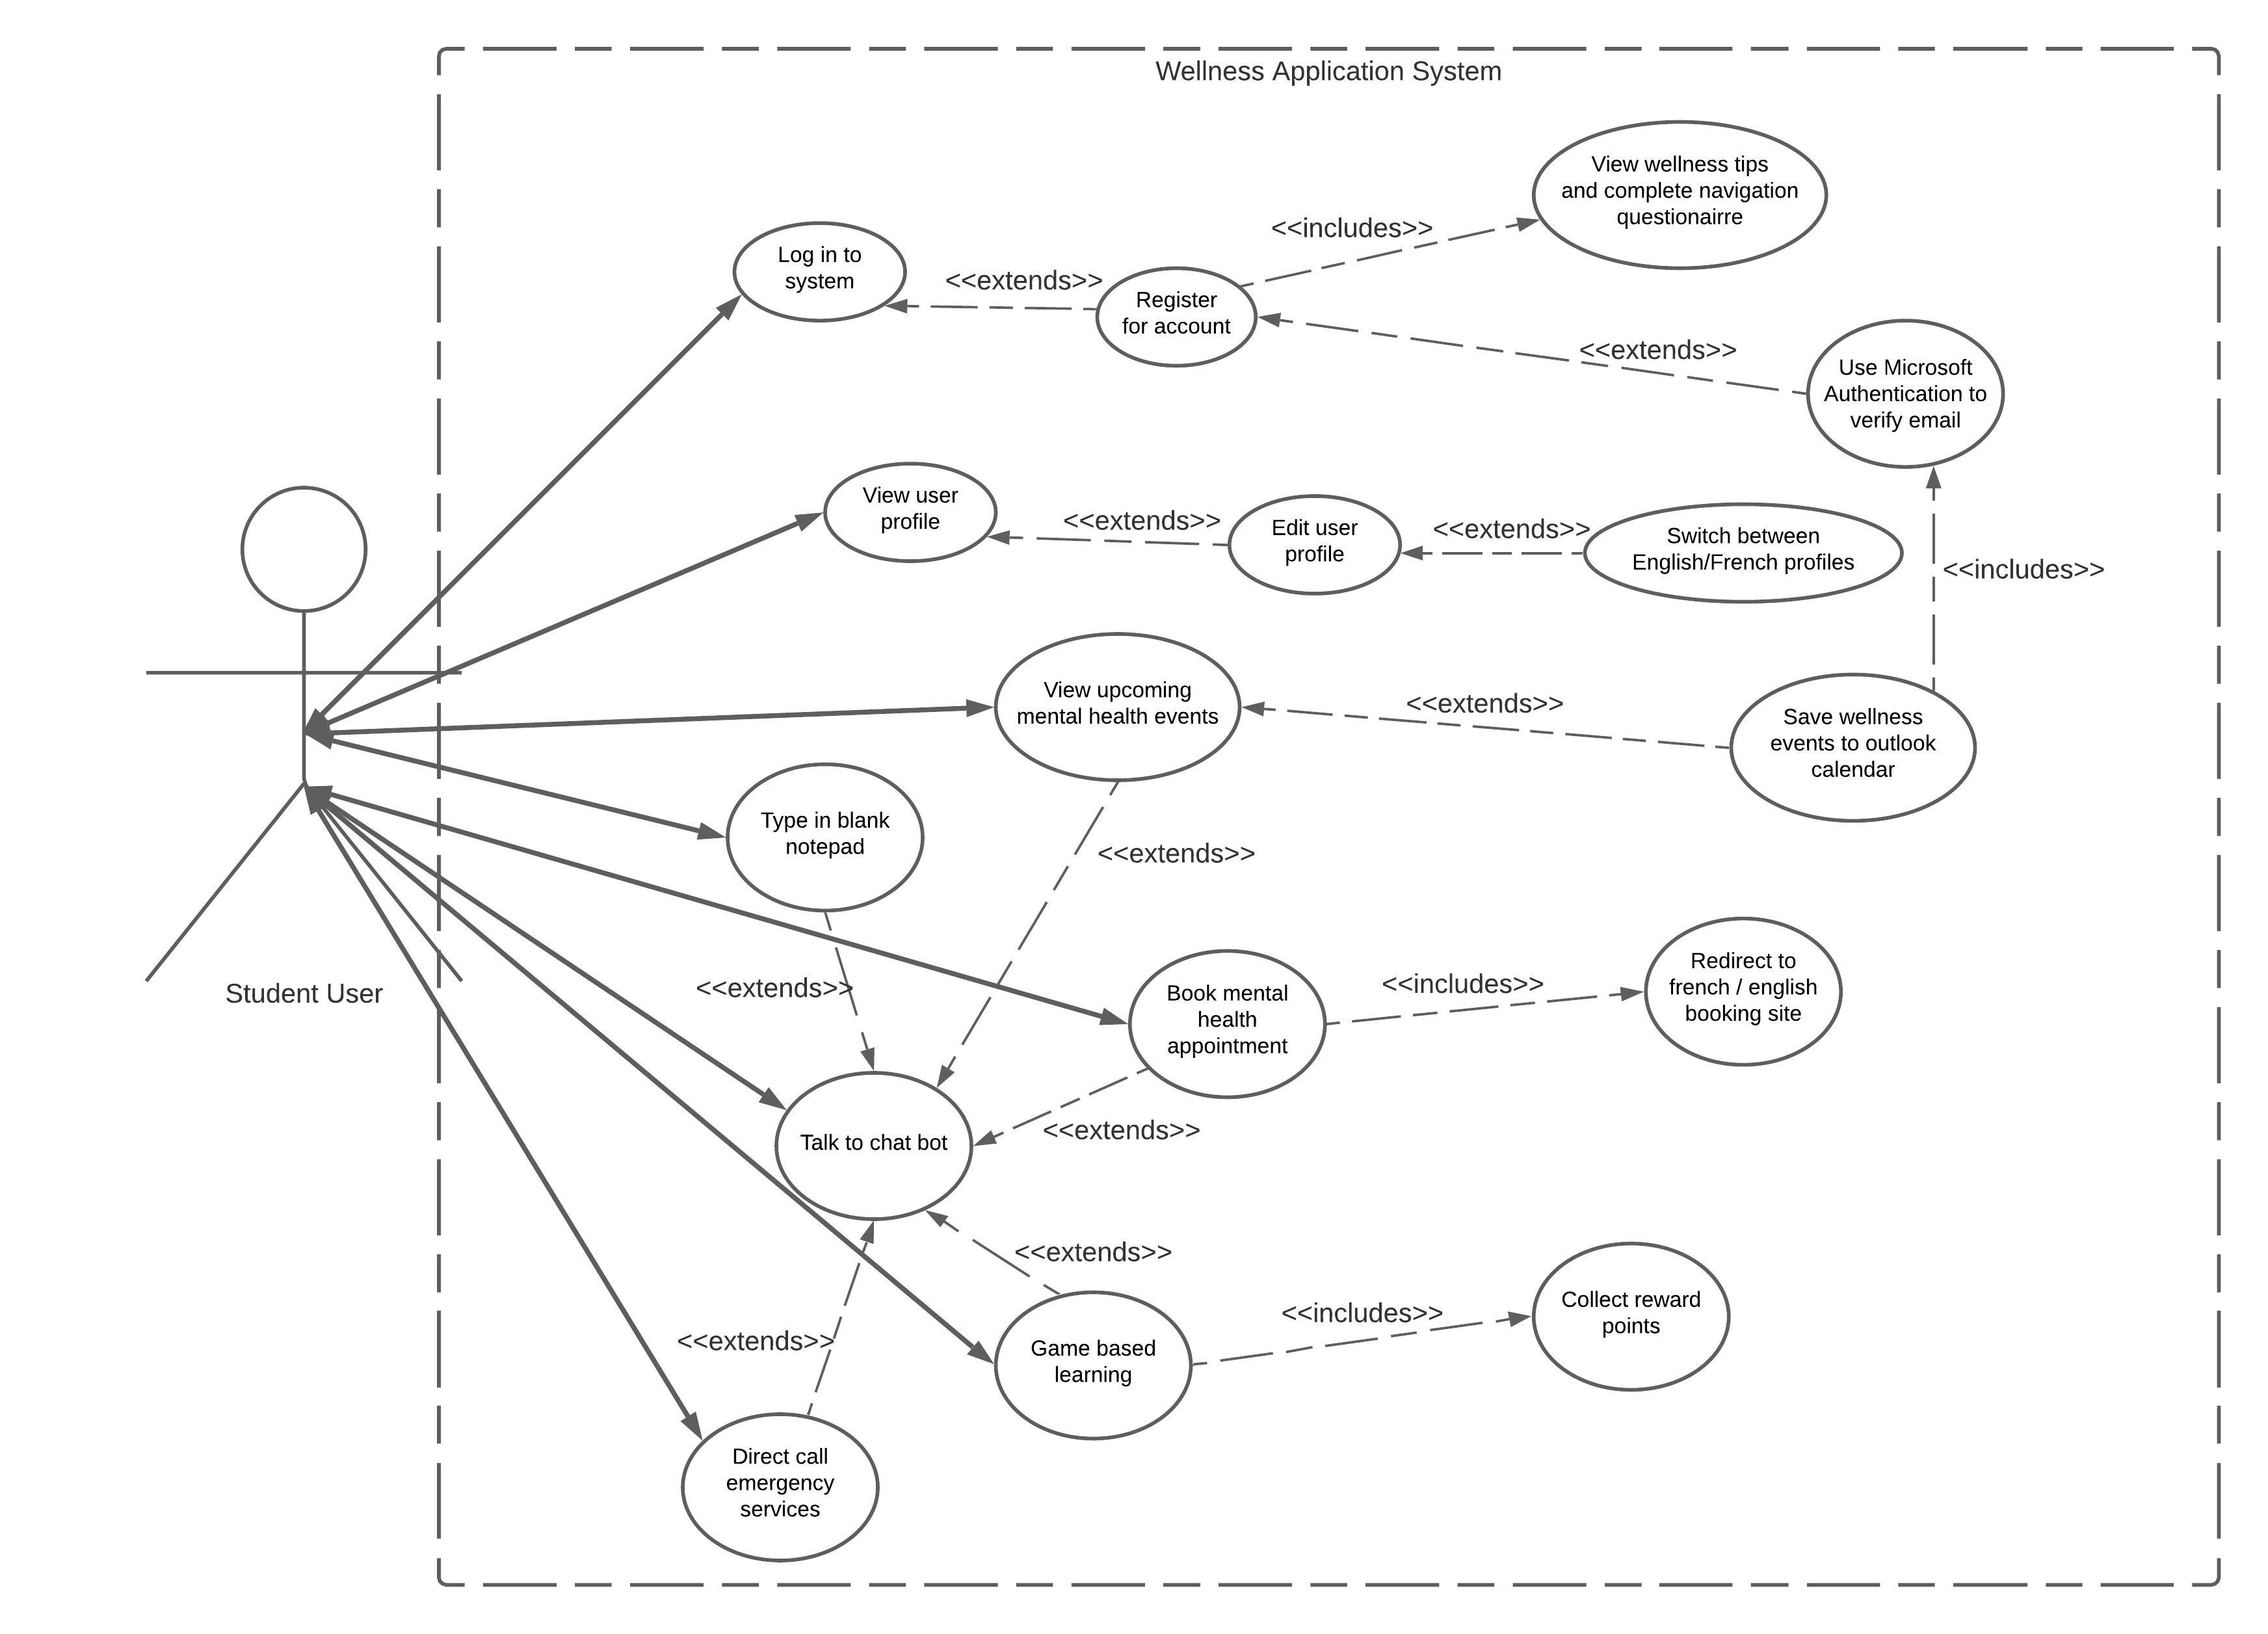 Wellness Application System
View wellness tips
and complete navigation
questionairre
<<includes>>
Log in to
system
<<extends>>
Register
for account
<<extends>>
Use Microsoft
Authentication to
verify email
View user
profile
<<extends>>
Edit user
profile
<<extends>>
Switch between
English/French profiles
<<includes>>
View upcoming
mental health events
<<extends>>
Save wellness
events to outlook
calendar
Type in blank
notepad
<<extends>>
<<extends>>
Student User
Book mental
health
appointment
<<includes>>
Redirect to
french / english
booking site
Talk to chat bot
<<extends>>
<<extends>>
<<extends>>
Game based
learning
<<includes>>
Collect reward
points
Direct call
emergency
services